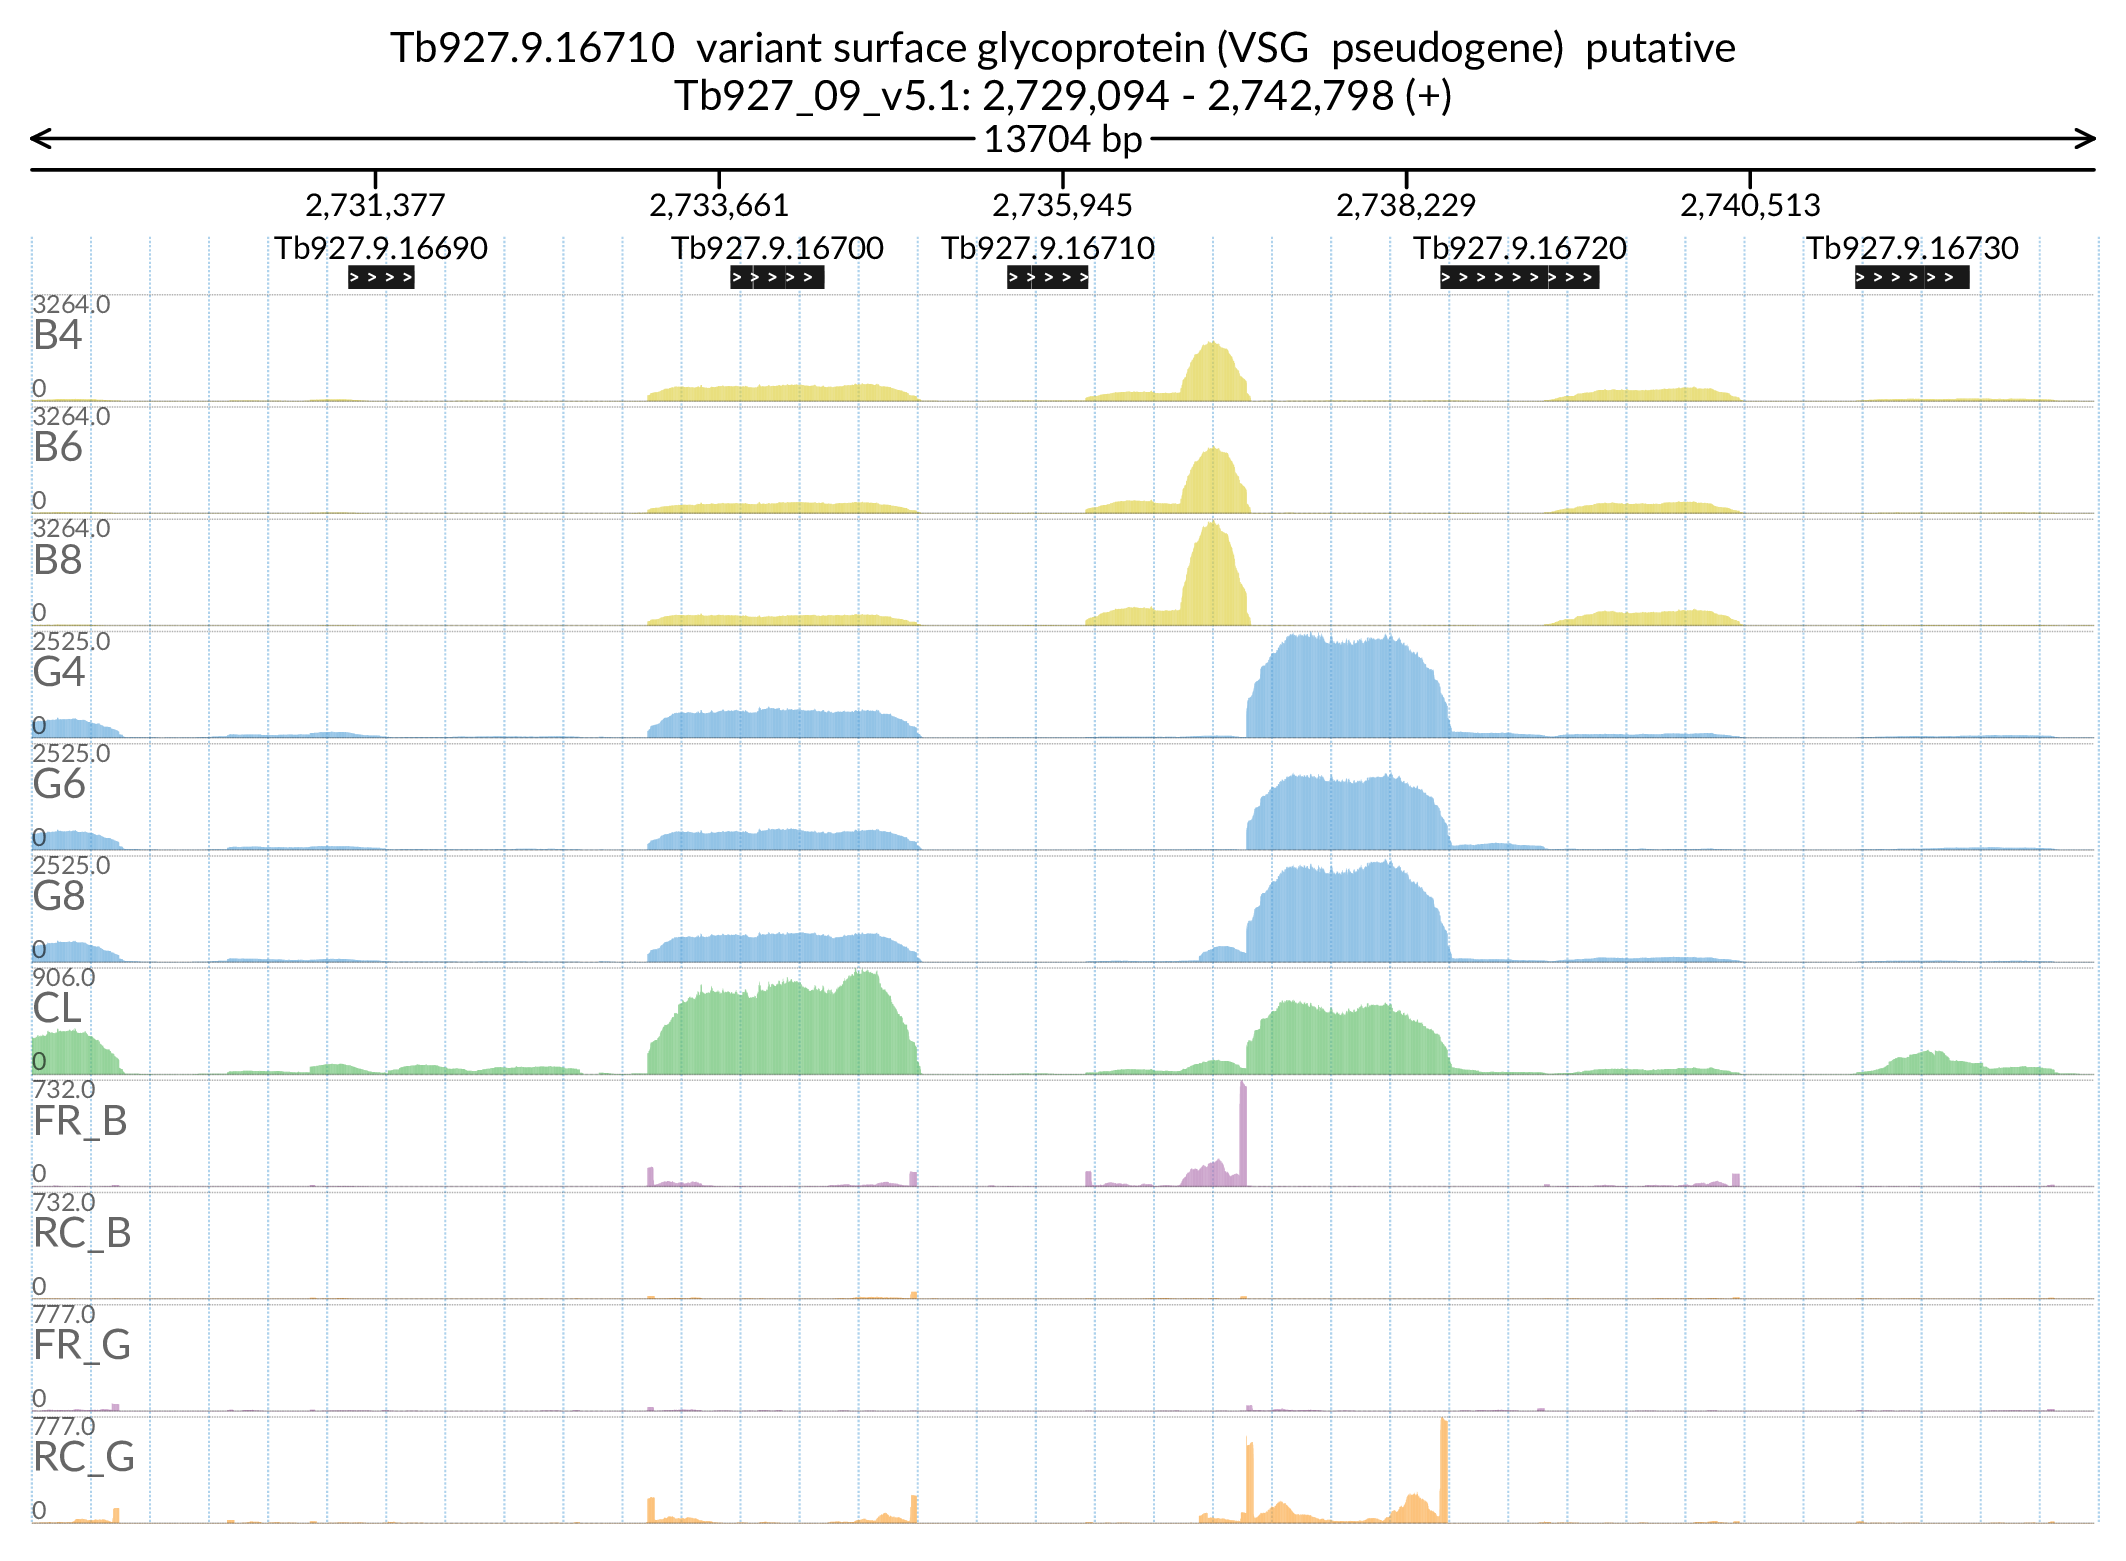 Tb927.9.16710 variant surface glycoprotein (VSG pseudogene) putative
Tb927_09_v5.1: 2,729,094 - 2,742,798 (+)
13704 bp
2,731,377 2,733,661 2,735,945 2,738,229 2,740,513
Tb927.9.16690 Tb927.9.16700 Tb927.9.16710 Tb927.9.16720 Tb927.9.16730
3264.0
B4
0
3264.0
B6
0
3264.0
B8
0
2525.0
G4
0
2525.0
G6
0
2525.0
G8
0
906.0
CL
0
732.0
FR_B
0
732.0
RC_B
0
777.0
FR_G
0
777.0
RC_G
0